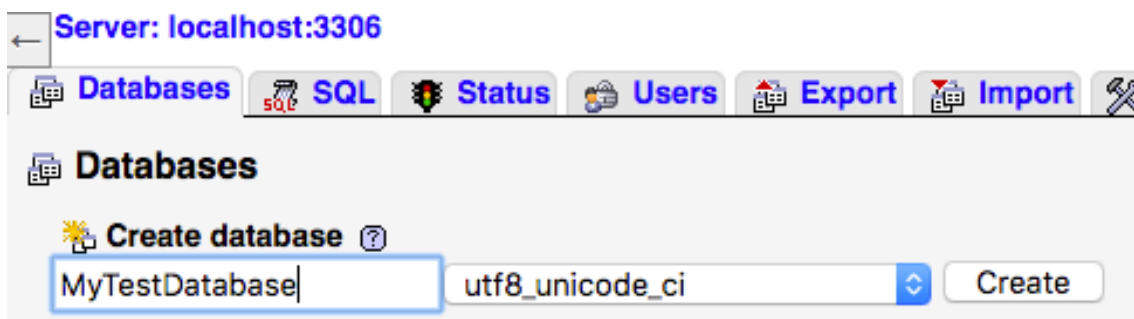 ← Server: localhost:3306
Databases SQL Status Users Export Import
Databases
Create database ?
MyTestDatabase utf8_unicode_ci Create